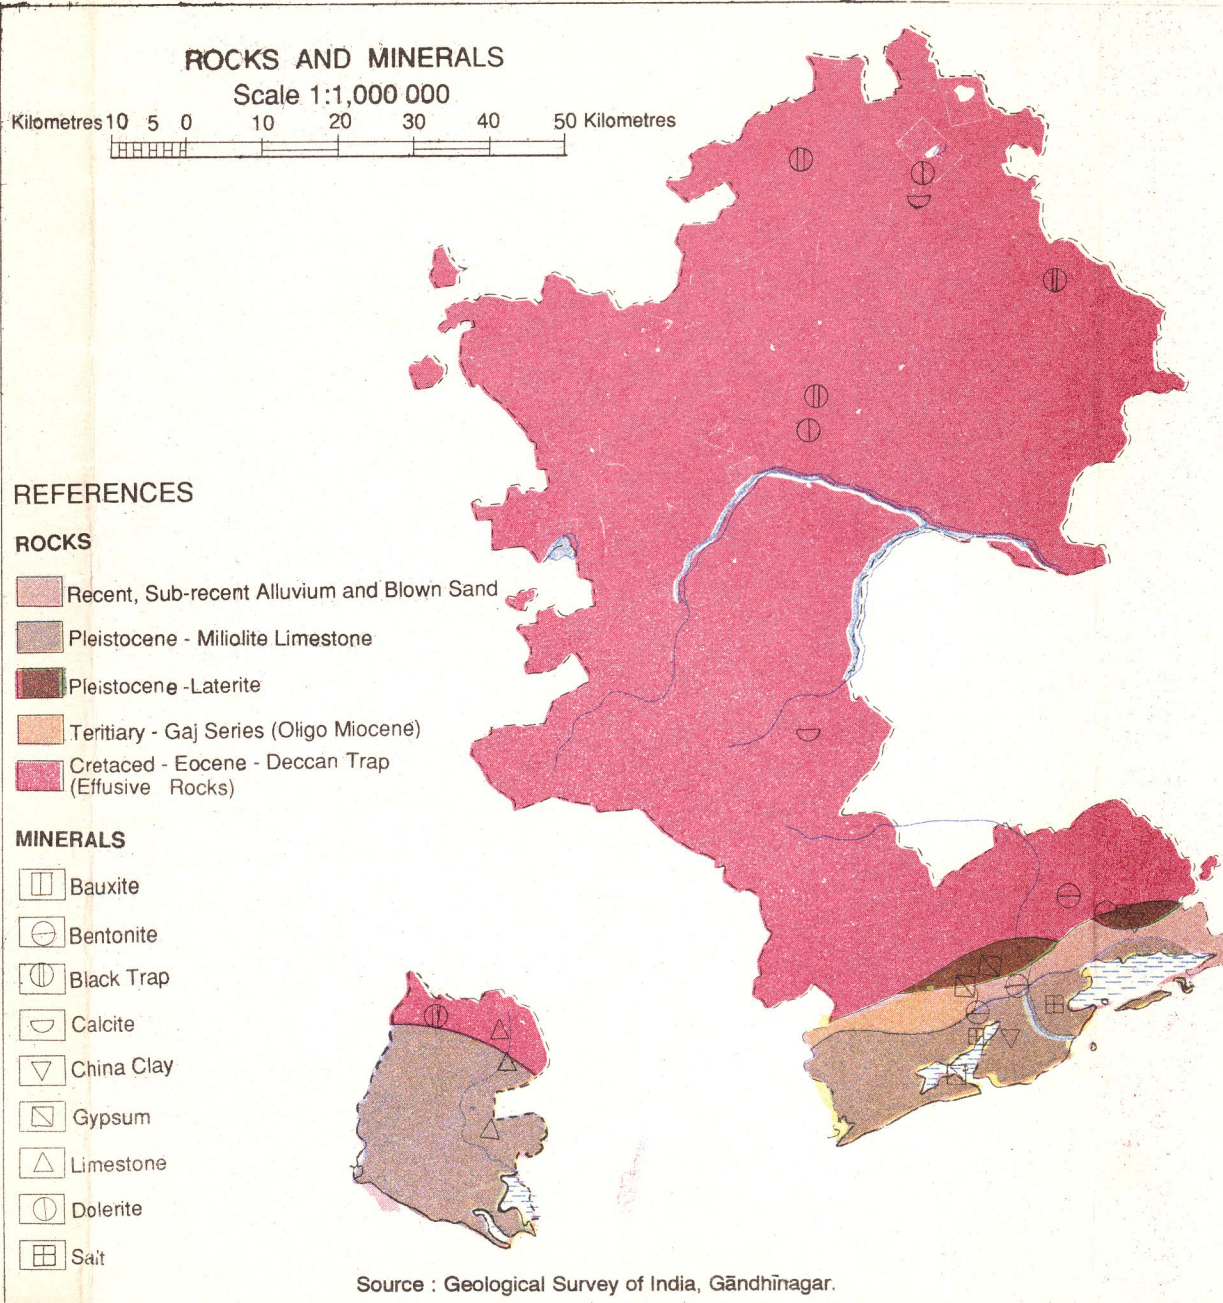 ROCKS AND MINERALS
Scale 1:1,000 000
Kilometres 10 5 0 10 20 30 40 50 Kilometres
REFERENCES
ROCKS
Recent, Sub-recent Alluvium and Blown Sand
Pleistocene - Miliolite Limestone
Pleistocene -Laterite
Teritiary - Gaj Series (Oligo Miocene)
Cretaced - Eocene - Deccan Trap
(Effusive Rocks)
MINERALS
Bauxite
Bentonite
Black Trap
Calcite
China Clay
Gypsum
Limestone
Dolerite
Salt
Source : Geological Survey of India, Gāndhīnagar.